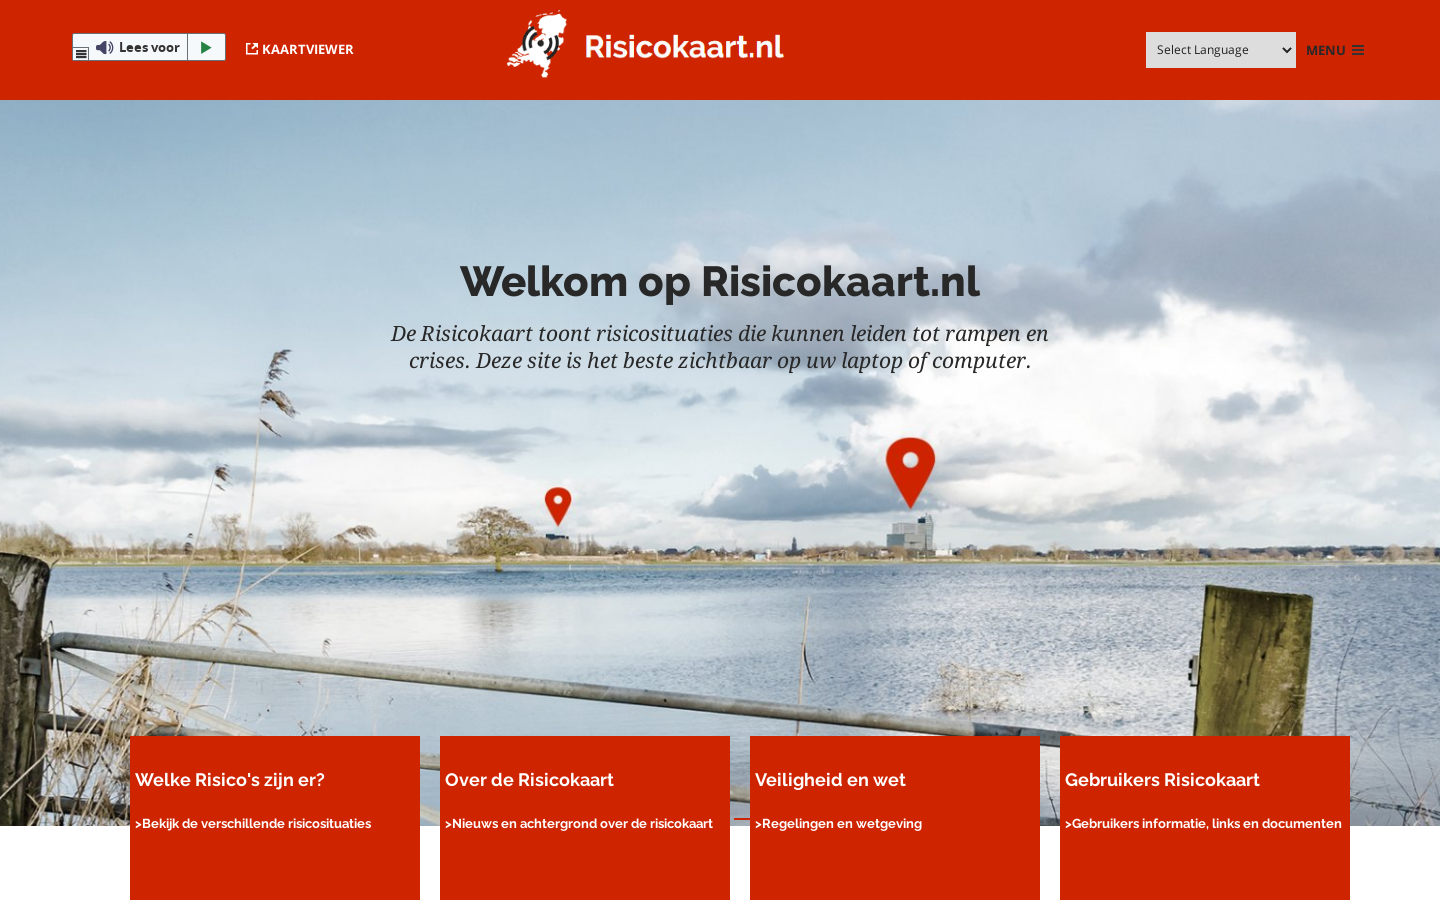 Lees voor
KAARTVIEWER
Risicokaart.nl
Select Language
MENU
Welkom op Risicokaart.nl
De Risicokaart toont risicosituaties die kunnen leiden tot rampen en
crises. Deze site is het beste zichtbaar op uw laptop of computer.
Welke Risico's zijn er?
>Bekijk de verschillende risicosituaties
Over de Risicokaart
>Nieuws en achtergrond over de risicokaart
Veiligheid en wet
>Regelingen en wetgeving
Gebruikers Risicokaart
>Gebruikers informatie, links en documenten